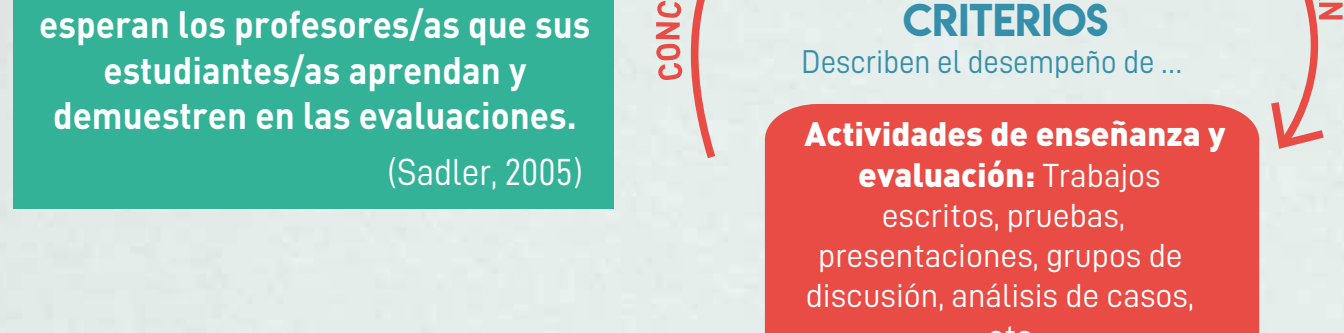 esperan los profesores/as que sus
estudiantes/as aprendan y
demuestren en las evaluaciones.
(Sadler, 2005)
CONC
CRITERIOS
Describen el desempeño de ...
Actividades de enseñanza y
evaluación: Trabajos
escritos, pruebas,
presentaciones, grupos de
discusión, análisis de casos,